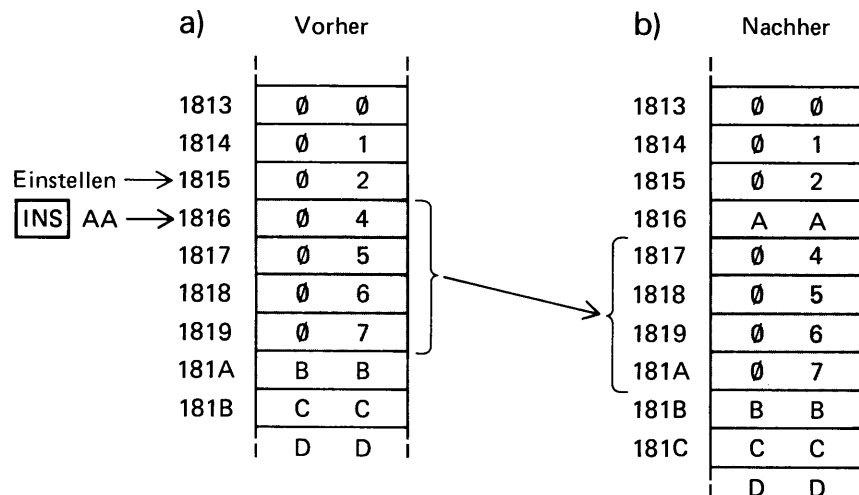 a) Vorher b) Nachher
1813 Ø Ø 1813 Ø Ø
1814 Ø 1 1814 Ø 1
Einstellen → 1815 Ø 2 1815 Ø 2
INS AA → 1816 Ø 4 1816 A A
1817 Ø 5 1817 Ø 4
1818 Ø 6 1818 Ø 5
1819 Ø 7 1819 Ø 6
181A B B 181A Ø 7
181B C C 181B B B
D D 181C C C
D D